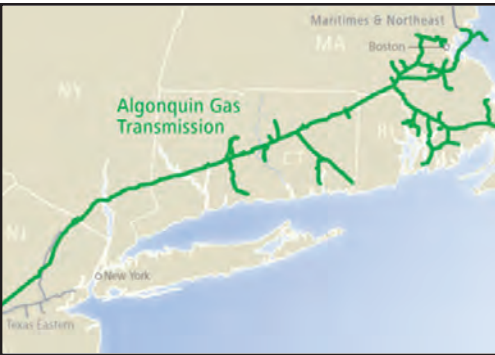 Maritimes & Northeast
MA
Boston
NY
Algonquin Gas
Transmission
CT
RI
NJ
New York
Texas Eastern